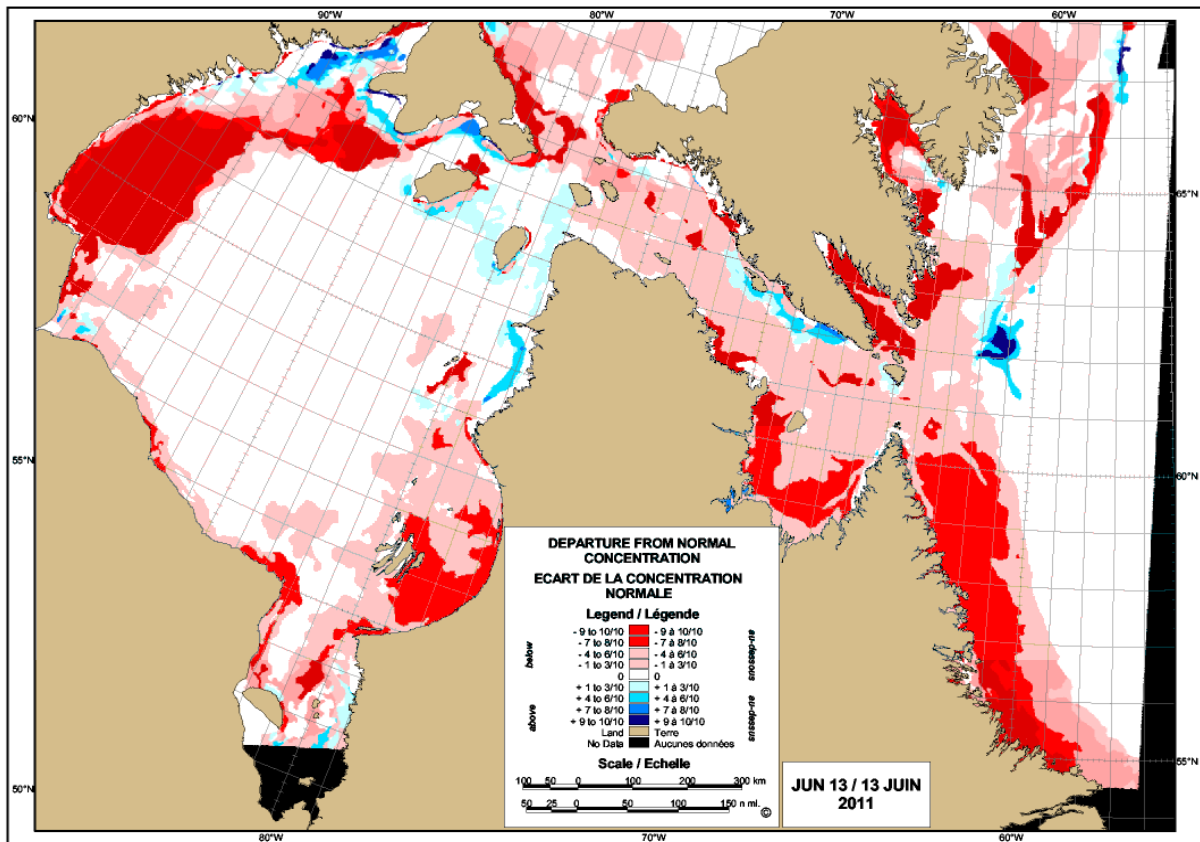 90°W 80°W 70°W 60°W
60°N
65°N
55°N
60°N
50°N
55°N
80°W 70°W 60°W
DEPARTURE FROM NORMAL
CONCENTRATION
ECART DE LA CONCENTRATION
NORMALE
Legend / Légende
below
- 9 to 10/10 - 9 à 10/10
- 7 to 8/10 - 7 à 8/10
- 4 to 6/10 - 4 à 6/10
- 1 to 3/10 - 1 à 3/10
au-dessous
0 0
above
+ 1 to 3/10 + 1 à 3/10
+ 4 to 6/10 + 4 à 6/10
+ 7 to 8/10 + 7 à 8/10
+ 9 to 10/10 + 9 à 10/10
au-dessus
Land Terre
No Data Aucunes données
Scale / Echelle
100 50 0 100 200 300 km
50 25 0 50 100 150 n mi.
©
JUN 13 / 13 JUIN
2011